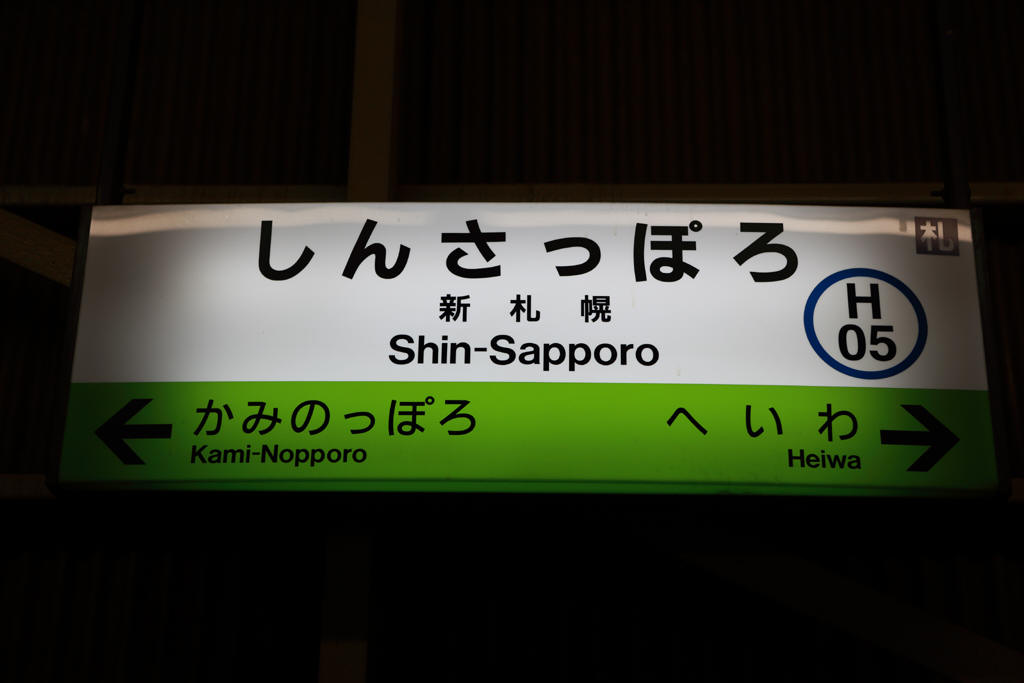 しんさっぽろ
札
新札幌
H
05
Shin-Sapporo
かみのっぽろ
へいわ
Kami-Nopporo
Heiwa